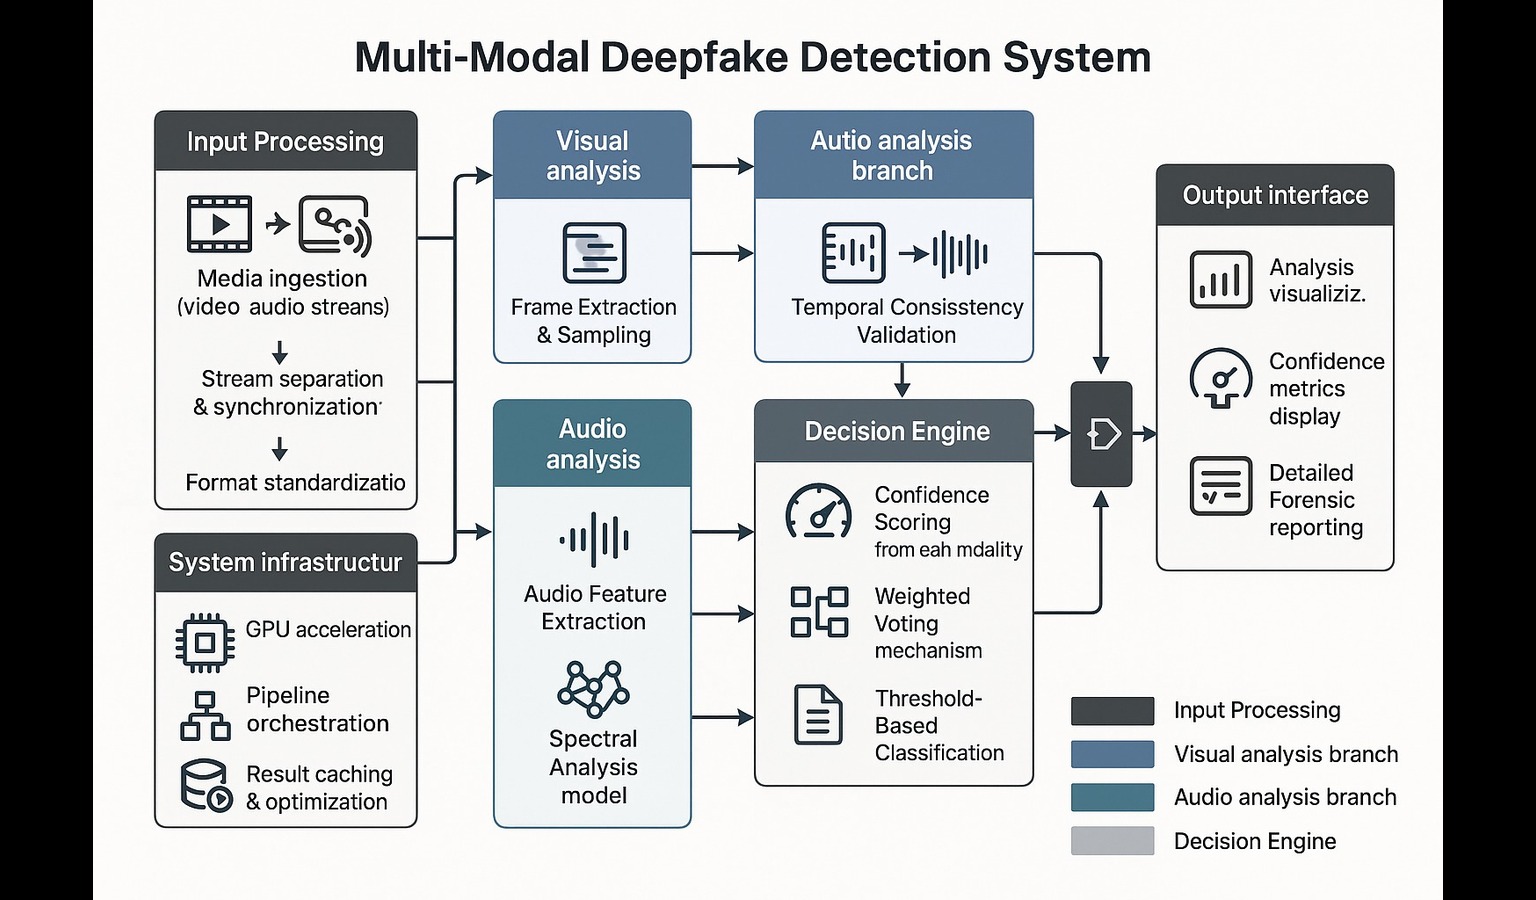 Multi-Modal Deepfake Detection System
Input Processing
Media ingestion
(video audio streans)
Stream separation
& synchronization
Format standardizatio
System infrastructur
GPU acceleration
Pipeline
orchestration
Result caching
& optimization
Visual
analysis
Frame Extraction
& Sampling
Audio
analysis
Audio Feature
Extraction
Spectral
Analysis
model
Autio analysis
branch
Temporal Consisstency
Validation
Decision Engine
Confidence
Scoring
from eah mdality
Weighted
Voting
mechanism
Threshold-
Based
Classification
Output interface
Analysis
visualiziz.
Confidence
metrics
display
Detailed
Forensic
reporting
Input Processing
Visual analysis branch
Audio analysis branch
Decision Engine